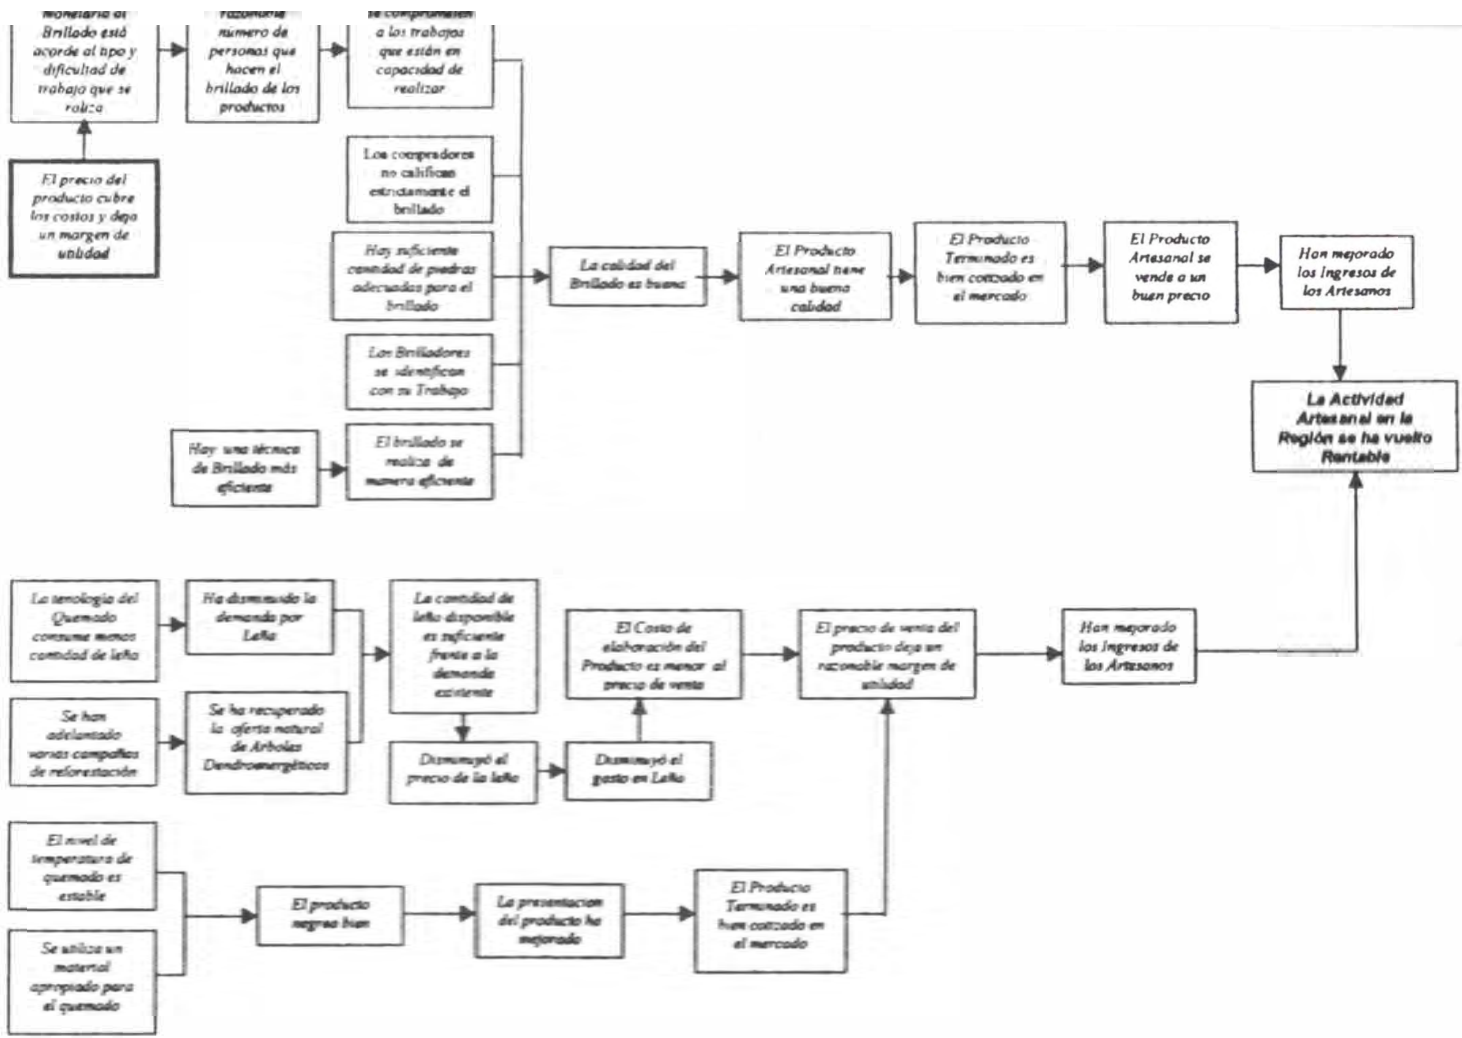 monetaria al
Brillado está
acorde al tipo y
dificultad de
trabajo que se
raliza
razonable
número de
personas que
hacen el
brillado de los
productos
se comprometen
a los trabajos
que están en
capacidad de
realizar
El precio del
producto cubre
los costos y deja
un margen de
utilidad
Los compradores
no califican
estrictamente el
brillado
Hay suficiente
cantidad de piedras
adecuadas para el
brillado
Los Brilladores
se identifican
con su Trabajo
Hay una técnica
de Brillado más
eficiente
El brillado se
realiza de
manera eficiente
La calidad del
Brillado es buena
El Producto
Artesanal tiene
una buena
calidad
El Producto
Terminado es
bien cotizado en
el mercado
El Producto
Artesanal se
vende a un
buen precio
Han mejorado
los Ingresos de
los Artesanos
La Actividad
Artesanal en la
Región se ha vuelto
Rentable
La tenología del
Quemado
consume menos
cantidad de leña
Ha disminuido la
demanda por
Leña
La cantidad de
leña disponible
es suficiente
frente a la
demanda
existente
El Costo de
elaboración del
Producto es menor al
precio de venta
El precio de venta del
producto deja un
razonable margen de
utilidad
Han mejorado
los Ingresos de
los Artesanos
Se han
adelantado
varias campañas
de reforestación
Se ha recuperado
la oferta natural
de Arboles
Dendroenergéticos
Disminuyó el
precio de la leña
Disminuyó el
gasto en Leña
El nivel de
temperatura de
quemado es
estable
Se utiliza un
material
apropiado para
el quemado
El producto
negrea bien
La presentacion
del producto ha
mejorado
El Producto
Terminado es
bien cotizado en
el mercado